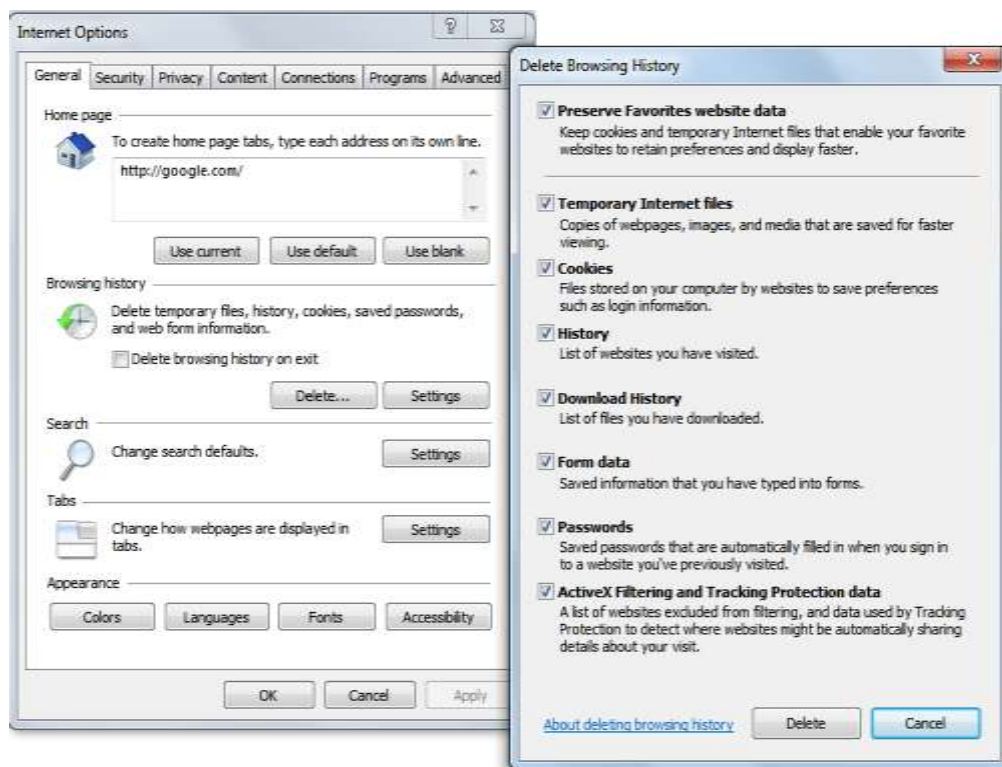 Internet Options
General Security Privacy Content Connections Programs Advanced
Home page
To create home page tabs, type each address on its own line.
http://google.com/
Use current Use default Use blank
Browsing history
Delete temporary files, history, cookies, saved passwords,
and web form information.
Delete browsing history on exit
Delete... Settings
Search
Change search defaults. Settings
Tabs
Change how webpages are displayed in
tabs.
Settings
Appearance
Colors Languages Fonts Accessibility
OK Cancel Apply
Delete Browsing History
Preserve Favorites website data
Keep cookies and temporary Internet files that enable your favorite
websites to retain preferences and display faster.
Temporary Internet files
Copies of webpages, images, and media that are saved for faster
viewing.
Cookies
Files stored on your computer by websites to save preferences
such as login information.
History
List of websites you have visited.
Download History
List of files you have downloaded.
Form data
Saved information that you have typed into forms.
Passwords
Saved passwords that are automatically filled in when you sign in
to a website you've previously visited.
ActiveX Filtering and Tracking Protection data
A list of websites excluded from filtering, and data used by Tracking
Protection to detect where websites might be automatically sharing
details about your visit.
About deleting browsing history Delete Cancel